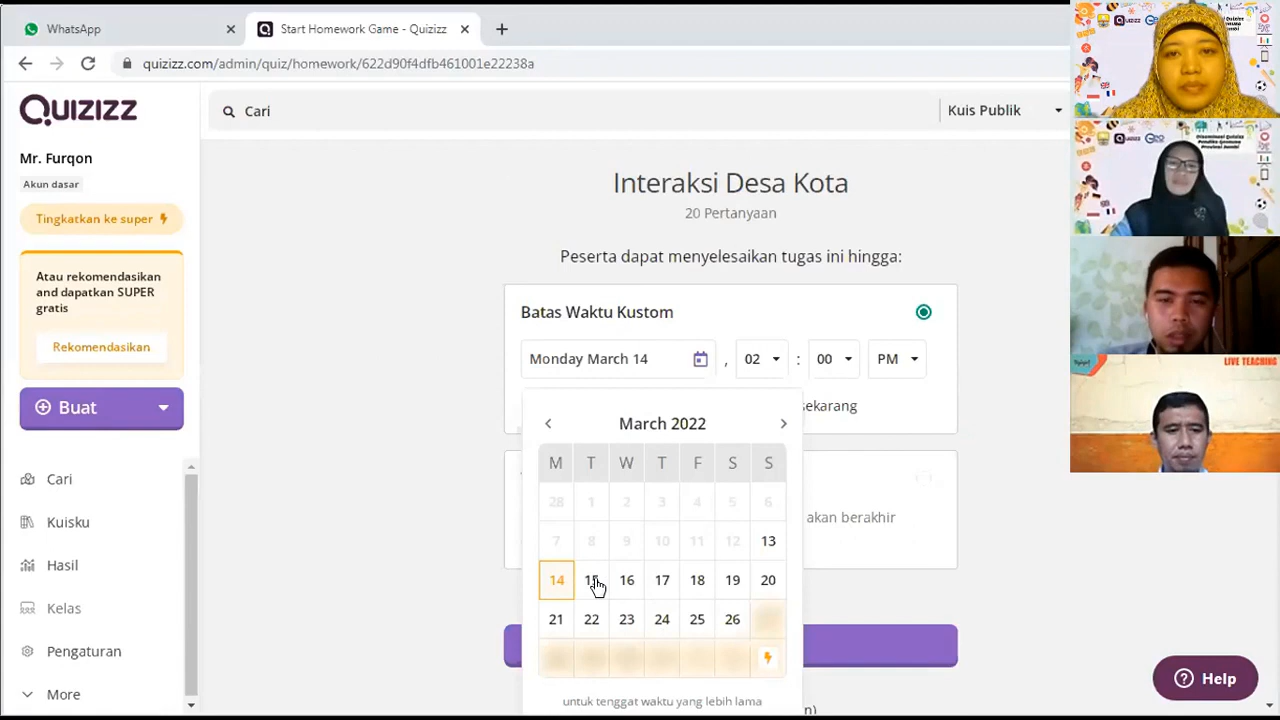 WhatsApp
Start Homework Game - Quizizz
quizizz.com/admin/quiz/homework/622d90f4dfb461001e22238a
QUIZIZZ
Cari
Kuis Publik
Mr. Furqon
Akun dasar
Tingkatkan ke super
Atau rekomendasikan
and dapatkan SUPER
gratis
Rekomendasikan
Buat
Cari
Kuisku
Hasil
Kelas
Pengaturan
More
Interaksi Desa Kota
20 Pertanyaan
Peserta dapat menyelesaikan tugas ini hingga:
Batas Waktu Kustom
Monday March 14 , 02 : 00 PM
sekarang
March 2022
M T W T F S S
28 1 2 3 4 5 6
7 8 9 10 11 12 13
14 15 16 17 18 19 20
21 22 23 24 25 26
untuk tenggat waktu yang lebih lama
akan berakhir
Help
LIVE TEACHING